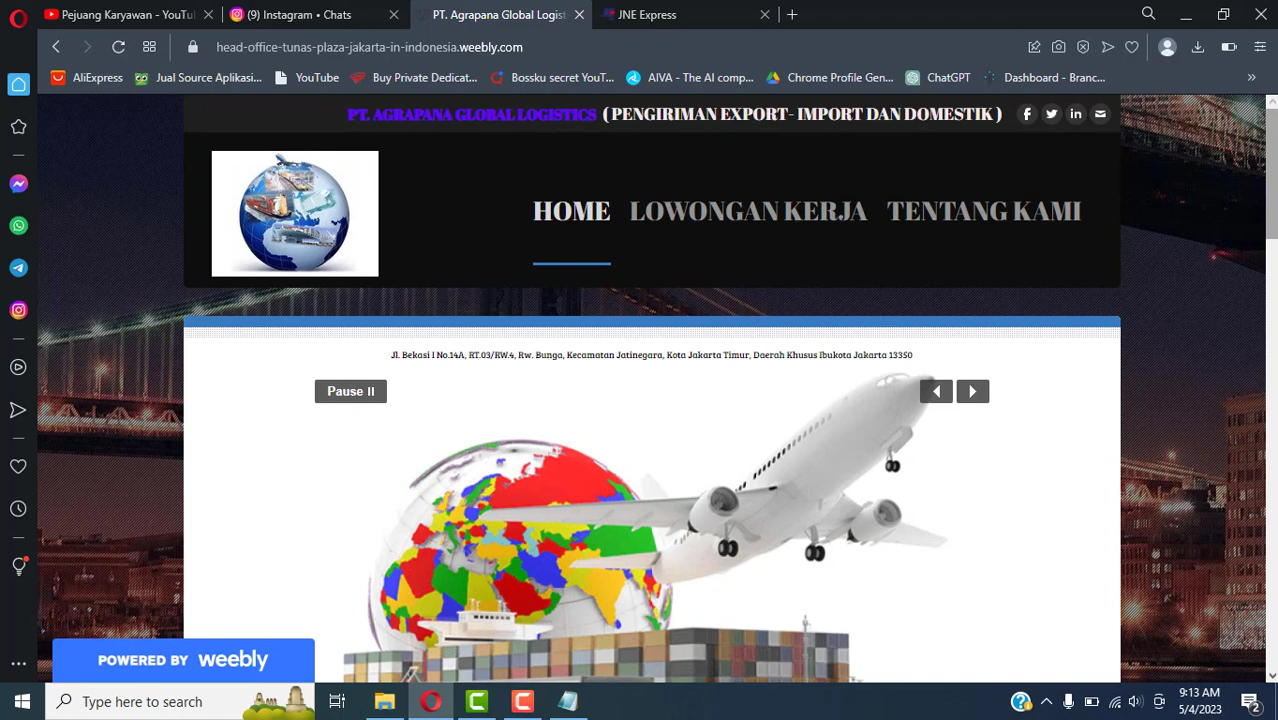 Pejuang Karyawan - YouTu
Instagram • Chats
PT. Agrapana Global Logist
JNE Express
head-office-tunas-plaza-jakarta-in-indonesia.weebly.com
AliExpress
Jual Source Aplikasi...
YouTube
Buy Private Dedicat...
Bossku secret YouT...
AIVA - The AI comp...
Chrome Profile Gen...
ChatGPT
Dashboard - Branc...
PT. AGRAPANA GLOBAL LOGISTICS (PENGIRIMAN EXPORT- IMPORT DAN DOMESTIK )
HOME
LOWONGAN KERJA
TENTANG KAMI
Jl. Bekasi I No.14A, RT.03/RW.4, Rw. Bunga, Kecamatan Jatinegara, Kota Jakarta Timur, Daerah Khusus Ibukota Jakarta 13350
Pause
POWERED BY weebly
Type here to search
9:13 AM
5/4/2023
2